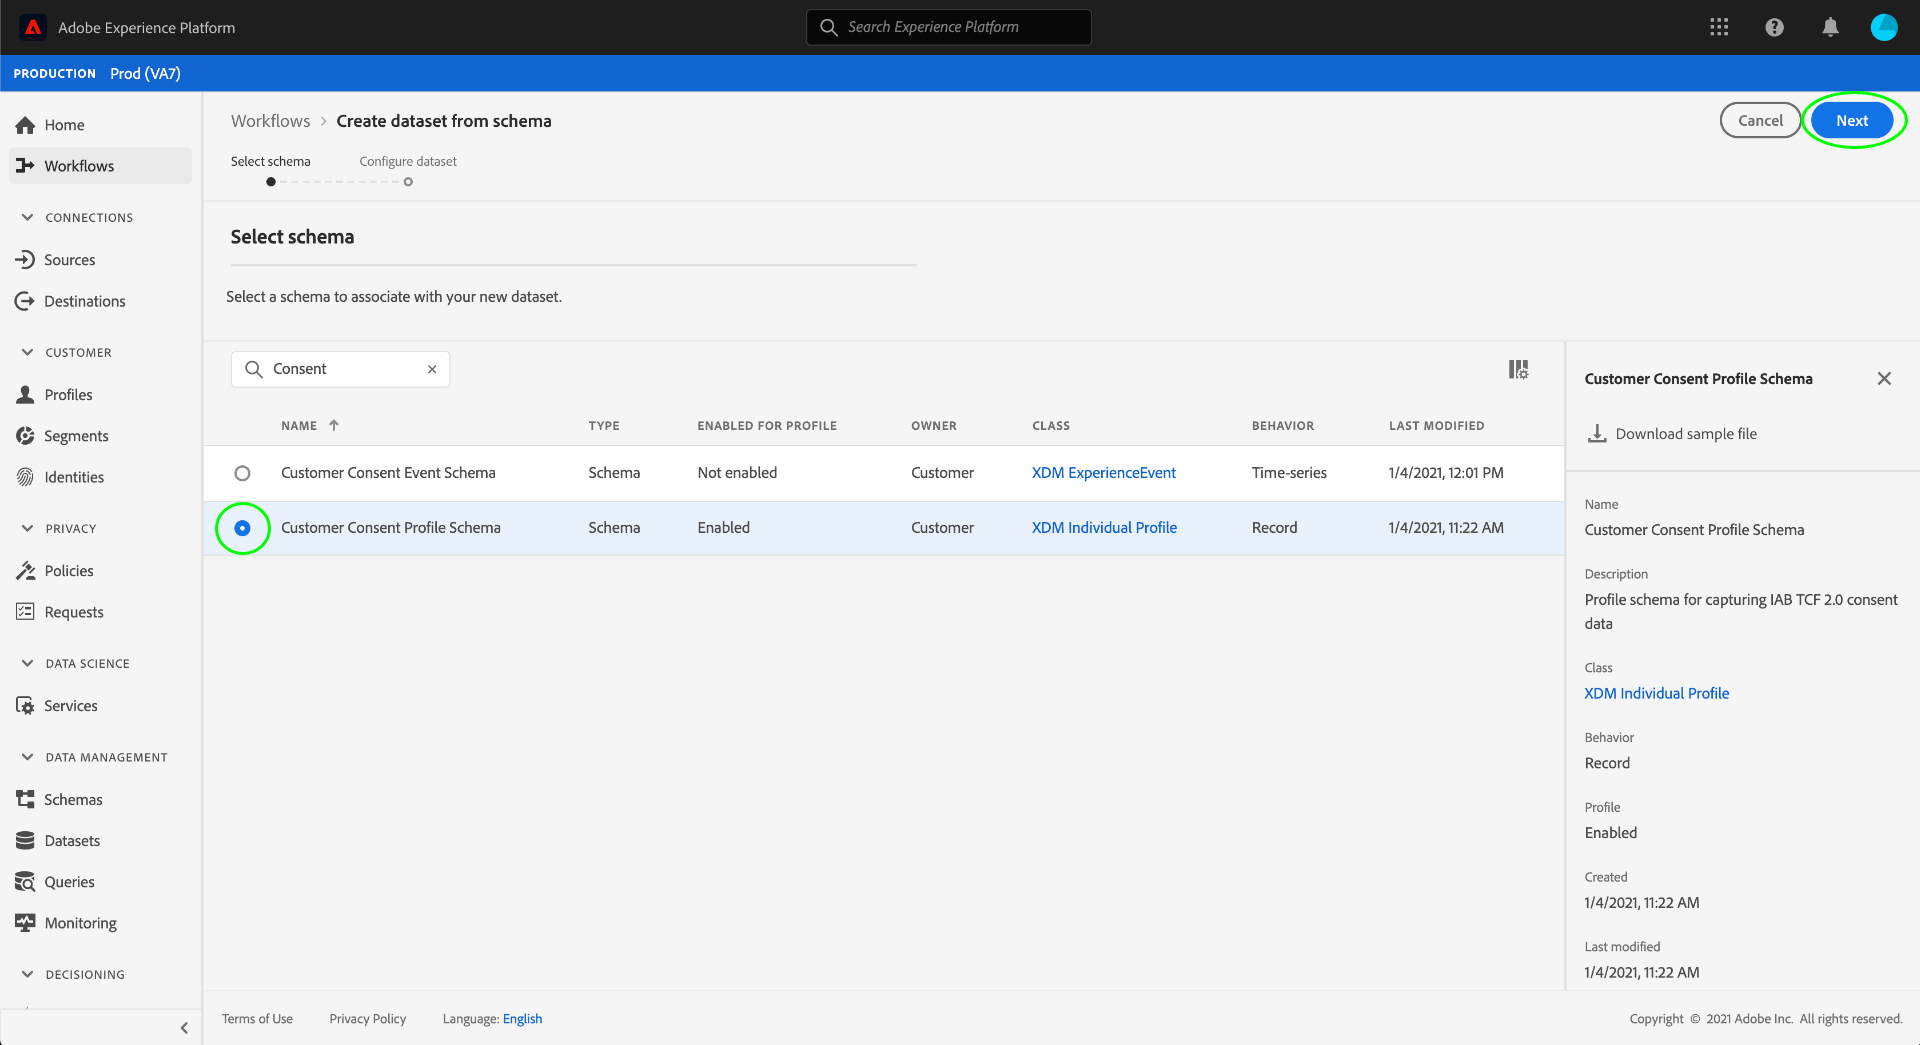 Adobe Experience Platform
Search Experience Platform
PRODUCTION Prod (VA7)
Home
Workflows
CONNECTIONS
Sources
Destinations
CUSTOMER
Profiles
Segments
Identities
PRIVACY
Policies
Requests
DATA SCIENCE
Services
DATA MANAGEMENT
Schemas
Datasets
Queries
Monitoring
DECISIONING
Workflows > Create dataset from schema
Cancel
Next
Select schema Configure dataset
Select schema
Select a schema to associate with your new dataset.
Consent
NAME TYPE ENABLED FOR PROFILE OWNER CLASS BEHAVIOR LAST MODIFIED
Customer Consent Event Schema Schema Not enabled Customer XDM ExperienceEvent Time-series 1/4/2021, 12:01 PM
Customer Consent Profile Schema Schema Enabled Customer XDM Individual Profile Record 1/4/2021, 11:22 AM
Customer Consent Profile Schema
Download sample file
Name
Customer Consent Profile Schema
Description
Profile schema for capturing IAB TCF 2.0 consent
data
Class
XDM Individual Profile
Behavior
Record
Profile
Enabled
Created
1/4/2021, 11:22 AM
Last modified
1/4/2021, 11:22 AM
Terms of Use Privacy Policy Language: English
Copyright © 2021 Adobe Inc. All rights reserved.